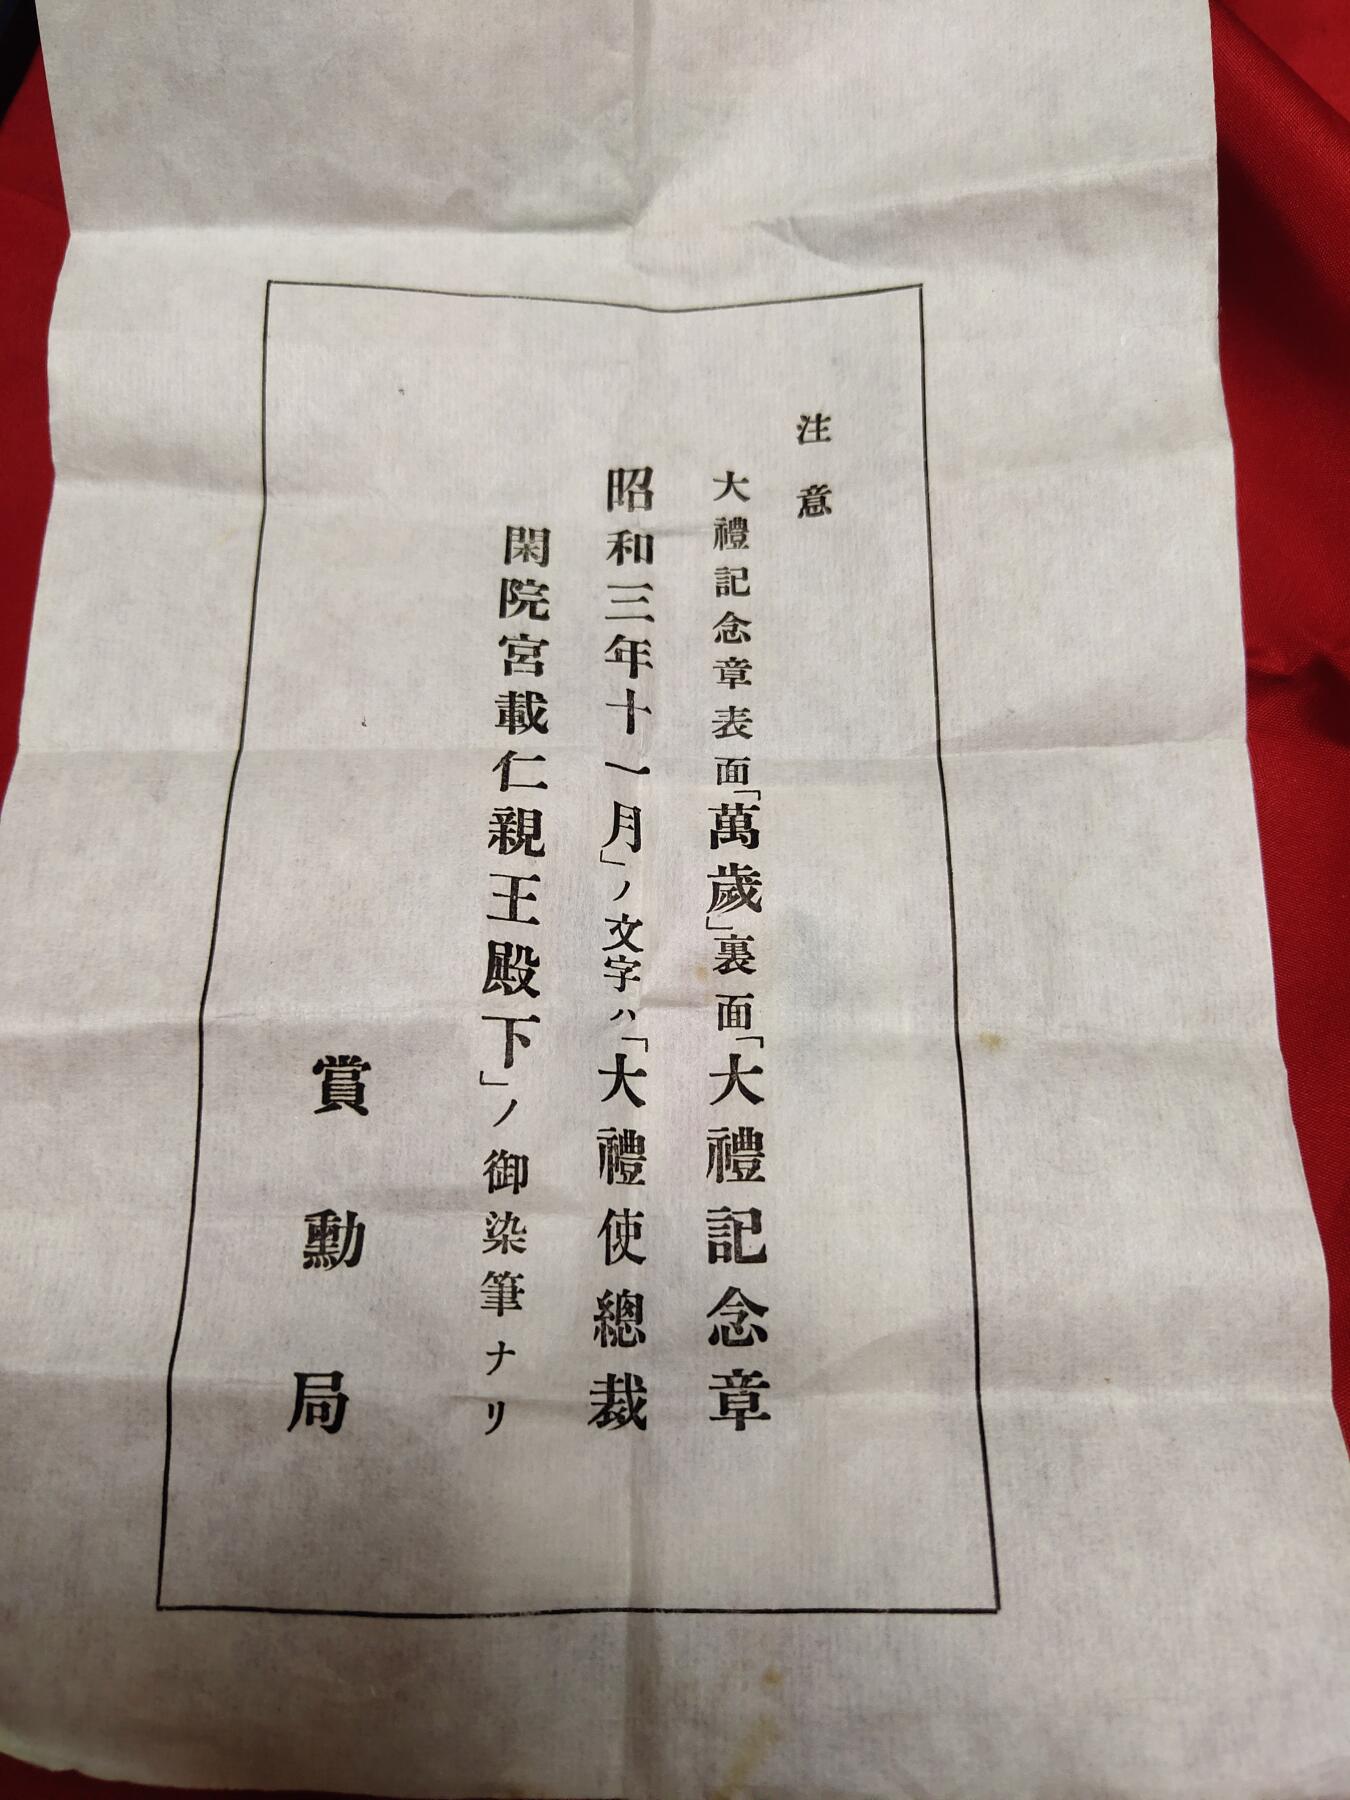 注意
大禮記念章表面「萬歲」裏面「大禮記念章
昭和三年十一月」ノ文字ハ「大禮使總裁
閑院宮載仁親王殿下」ノ御染筆ナリ
賞勳局